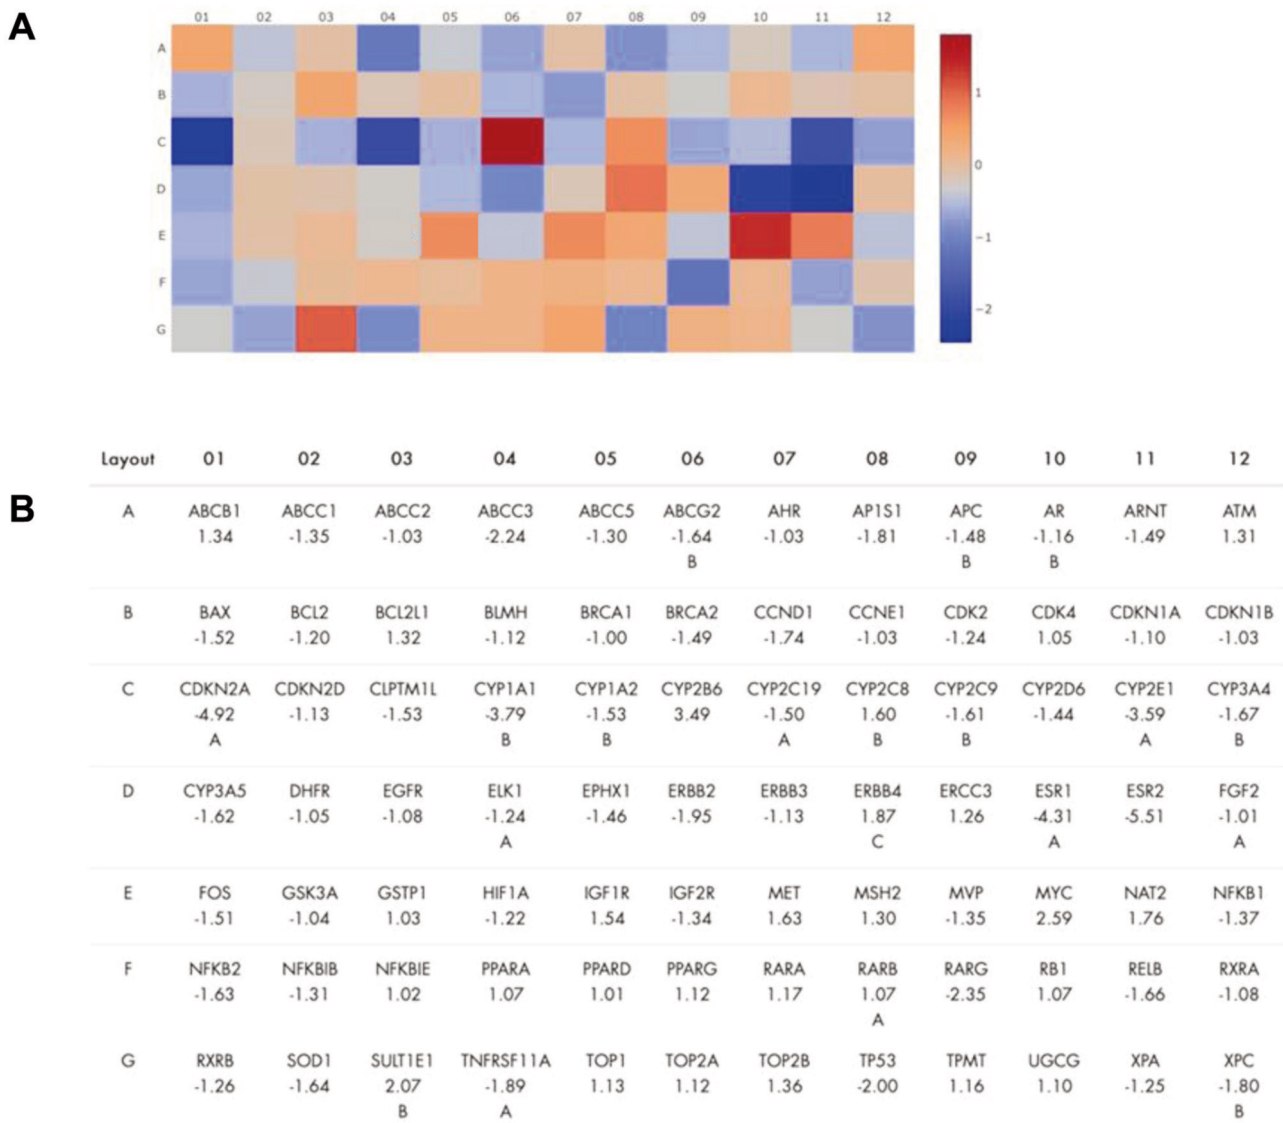 A
01 02 03 04 05 06 07 08 09 10 11 12
A
B
C
D
E
F
G
1
0
−1
−2
B
Layout 01 02 03 04 05 06 07 08 09 10 11 12
A ABCB1 ABCC1 ABCC2 ABCC3 ABCC5 ABCG2 AHR AP1S1 APC AR ARNT ATM
1.34 -1.35 -1.03 -2.24 -1.30 -1.64 -1.03 -1.81 -1.48 -1.16 -1.49 1.31
B B B
B BAX BCL2 BCL2L1 BLMH BRCA1 BRCA2 CCND1 CCNE1 CDK2 CDK4 CDKN1A CDKN1B
-1.52 -1.20 1.32 -1.12 -1.00 -1.49 -1.74 -1.03 -1.24 1.05 -1.10 -1.03
C CDKN2A CDKN2D CLPTM1L CYP1A1 CYP1A2 CYP2B6 CYP2C19 CYP2C8 CYP2C9 CYP2D6 CYP2E1 CYP3A4
-4.92 -1.13 -1.53 -3.79 -1.53 3.49 -1.50 1.60 -1.61 -1.44 -3.59 -1.67
A B B A B B A B
D CYP3A5 DHFR EGFR ELK1 EPHX1 ERBB2 ERBB3 ERBB4 ERCC3 ESR1 ESR2 FGF2
-1.62 -1.05 -1.08 -1.24 -1.46 -1.95 -1.13 1.87 1.26 -4.31 -5.51 -1.01
A C A A
E FOS GSK3A GSTP1 HIF1A IGF1R IGF2R MET MSH2 MVP MYC NAT2 NFKB1
-1.51 -1.04 1.03 -1.22 1.54 -1.34 1.63 1.30 -1.35 2.59 1.76 -1.37
F NFKB2 NFKBIB NFKBIE PPARA PPARD PPARG RARA RARB RARG RB1 RELB RXRA
-1.63 -1.31 1.02 1.07 1.01 1.12 1.17 1.07 -2.35 1.07 -1.66 -1.08
A
G RXRB SOD1 SULT1E1 TNFRSF11A TOP1 TOP2A TOP2B TP53 TPMT UGCG XPA XPC
-1.26 -1.64 2.07 -1.89 1.13 1.12 1.36 -2.00 1.16 1.10 -1.25 -1.80
B A B